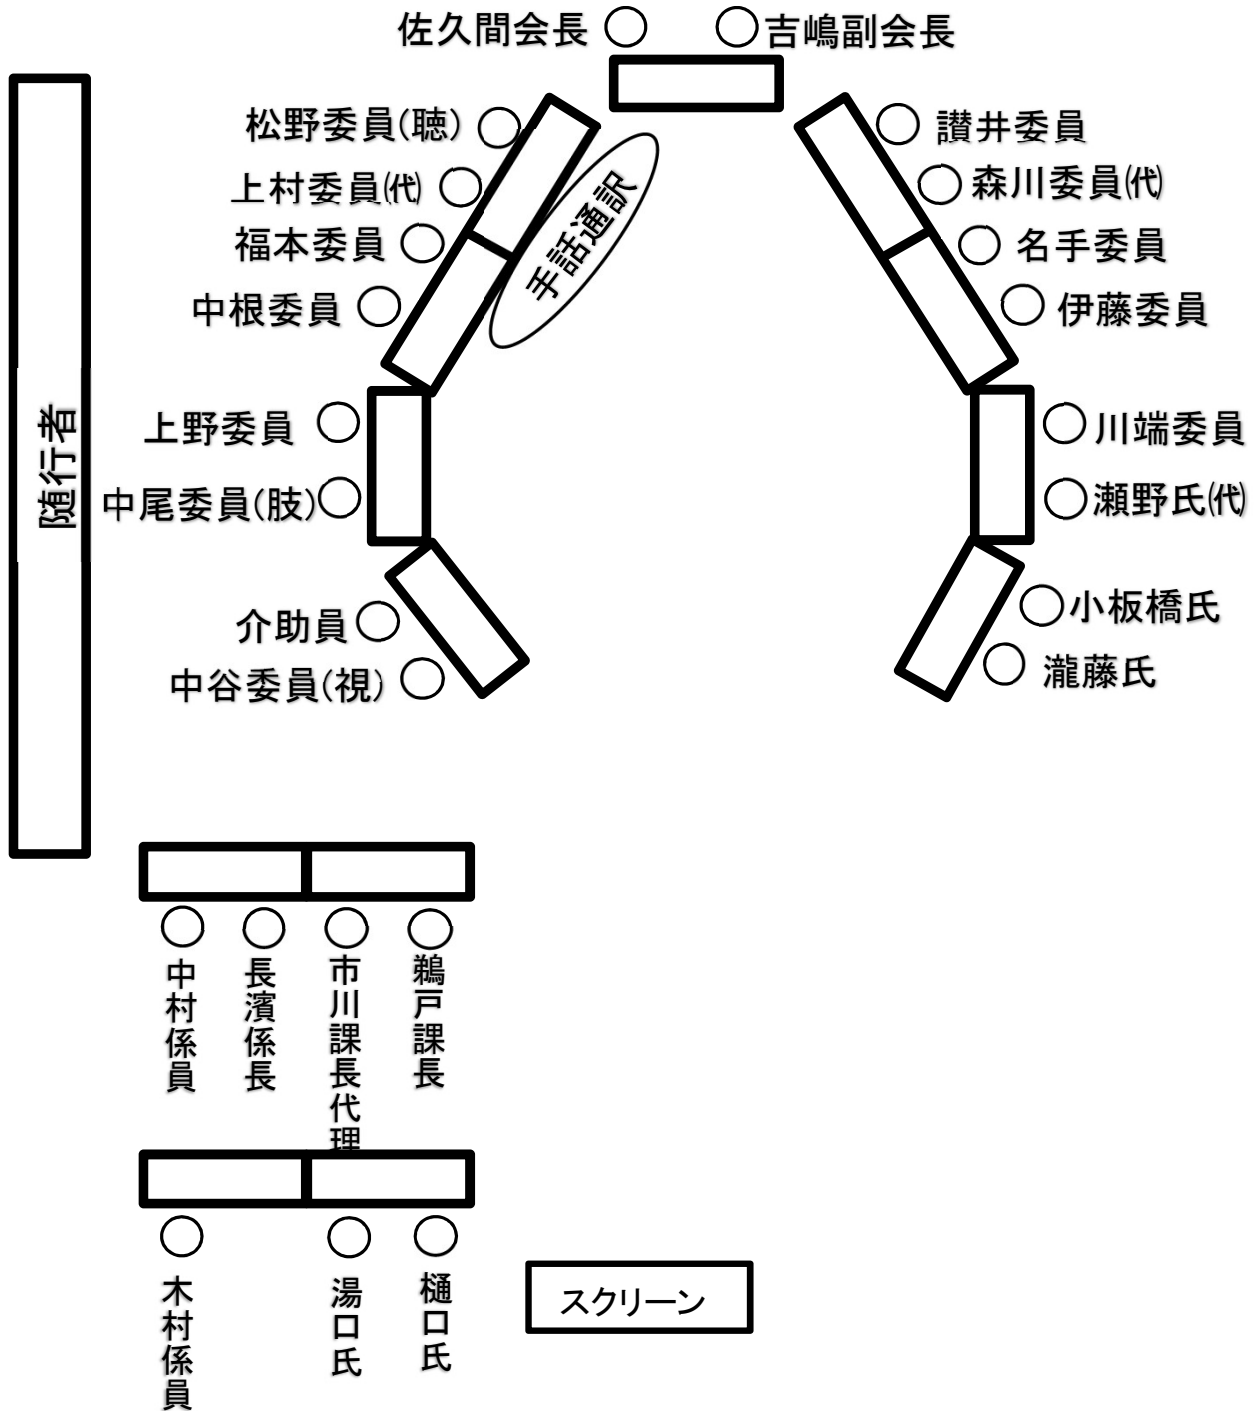 佐久間会長
吉嶋副会長
松野委員(聴)
讃井委員
上村委員(代)
森川委員(代)
福本委員
名手委員
中根委員
伊藤委員
手話通訳
随行者
上野委員
川端委員
中尾委員(肢)
瀬野氏(代)
介助員
小板橋氏
中谷委員(視)
瀧藤氏
中村係員
長濱係長
市川課長代理
鵜戸課長
木村係員
湯口氏
樋口氏
スクリーン